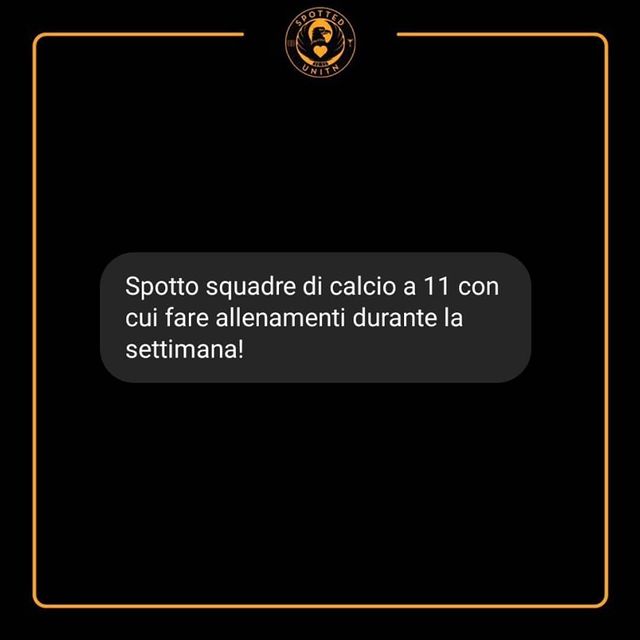 SPOTTED
UNITN
Spotto squadre di calcio a 11 con
cui fare allenamenti durante la
settimana!